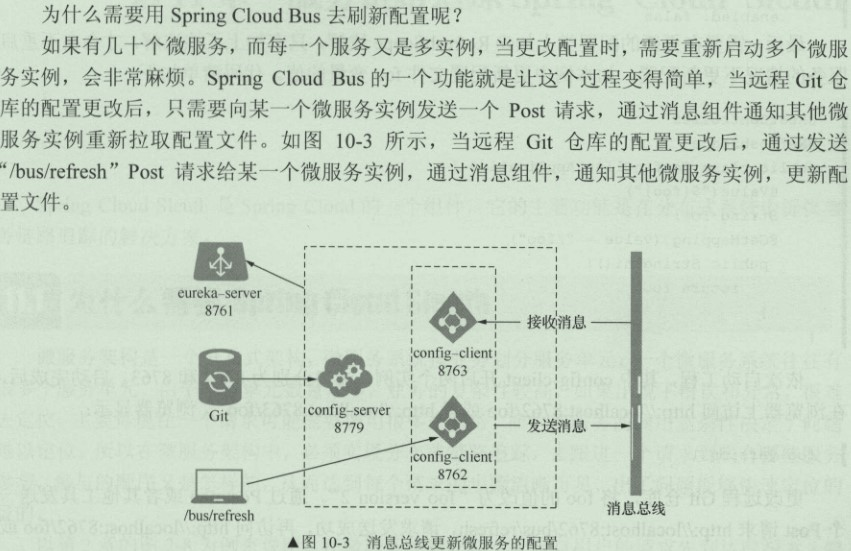 为什么需要用 Spring Cloud Bus 去刷新配置呢？
如果有几十个微服务，而每一个服务又是多实例，当更改配置时，需要重新启动多个微服
务实例，会非常麻烦。Spring Cloud Bus 的一个功能就是让这个过程变得简单，当远程 Git 仓
库的配置更改后，只需要向某一个微服务实例发送一个 Post 请求，通过消息组件通知其他微
服务实例重新拉取配置文件。如图 10-3 所示，当远程 Git 仓库的配置更改后，通过发送
“/bus/refresh” Post 请求给某一个微服务实例，通过消息组件，通知其他微服务实例，更新配
置文件。
eureka-server
8761
接收消息
config-client
8763
Git
config-server
8779
发送消息
config-client
8762
/bus/refresh
消息总线
▲图 10-3 消息总线更新微服务的配置